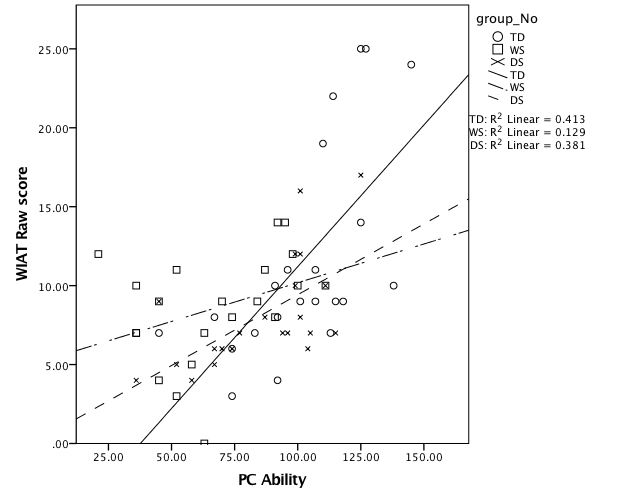 group_No
TD
WS
DS
TD
WS
DS
TD: R² Linear = 0.413
WS: R² Linear = 0.129
DS: R² Linear = 0.381
WIAT Raw score
25.00
20.00
15.00
10.00
5.00
.00
25.00 50.00 75.00 100.00 125.00 150.00
PC Ability